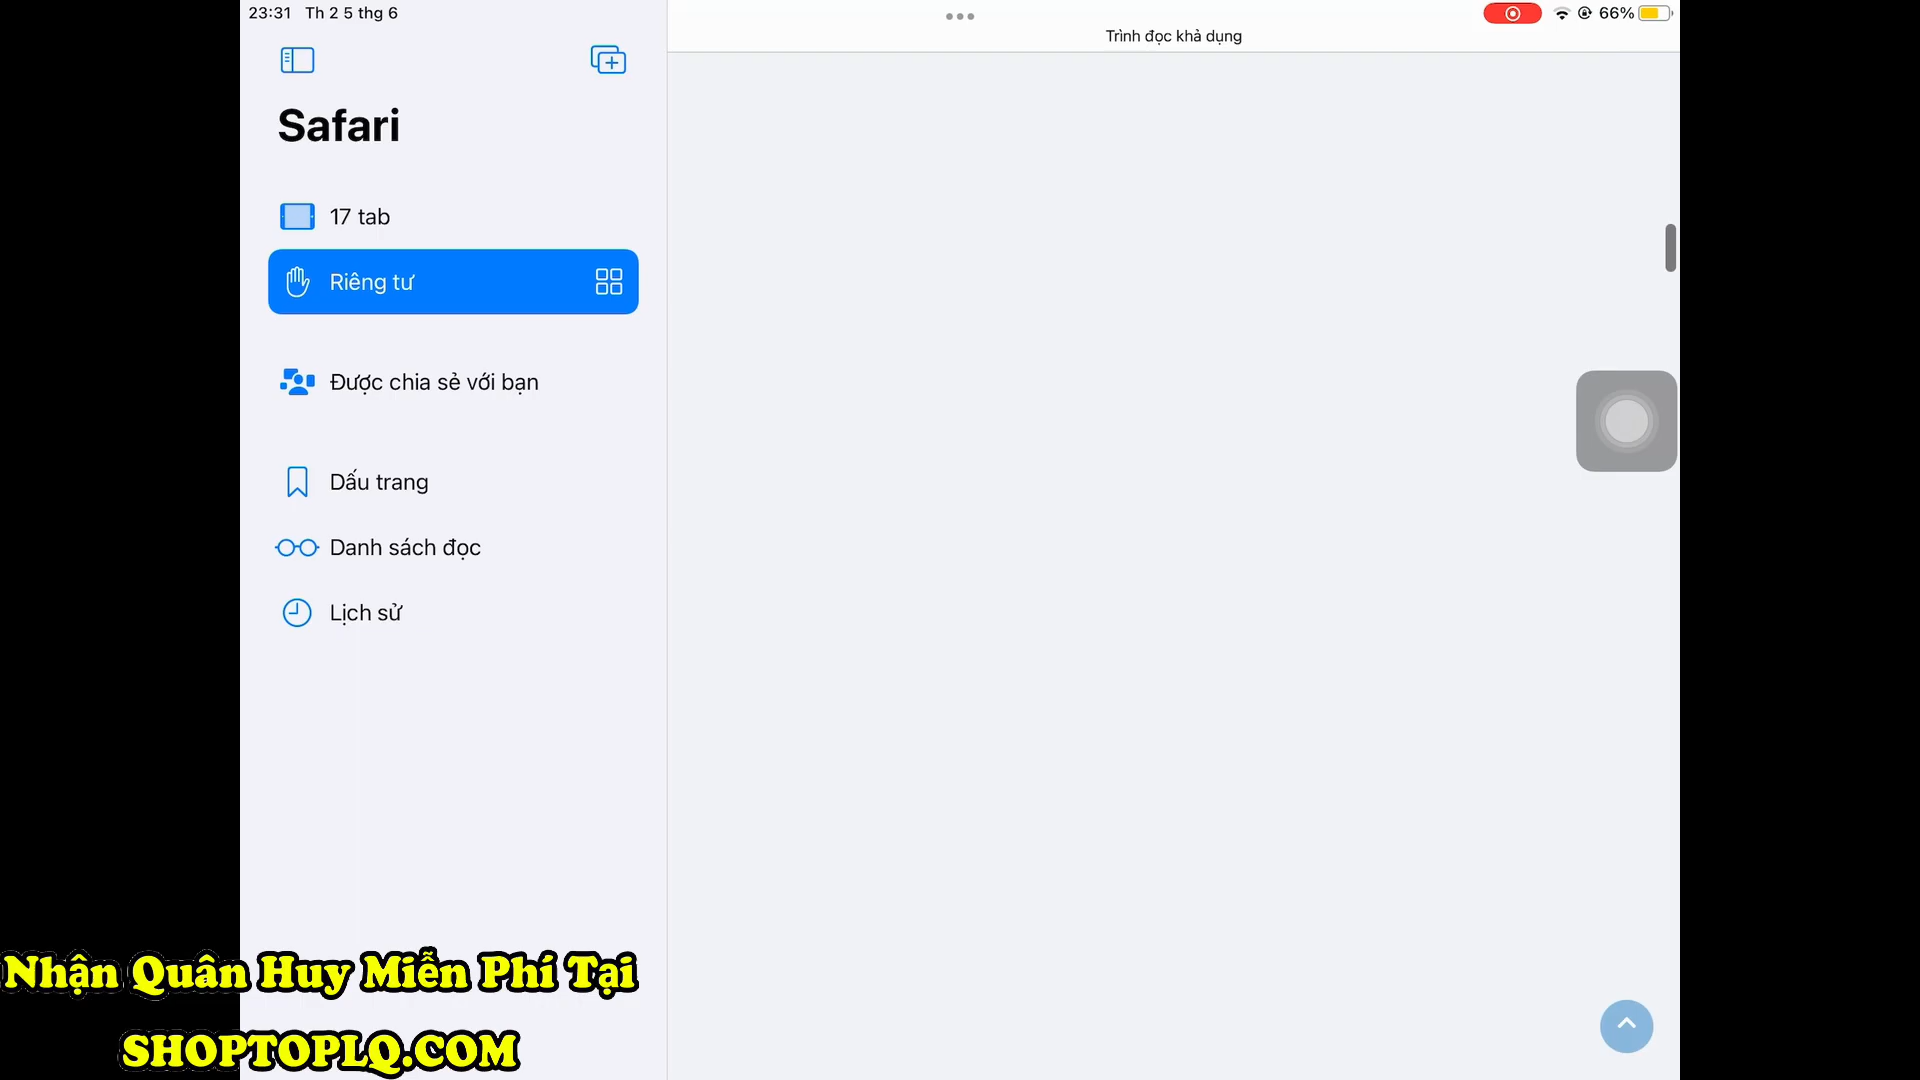 23:31 Th 2 5 thg 6
66%
Trình đọc khả dụng
Safari
17 tab
Riêng tư
Được chia sẻ với bạn
Dấu trang
Danh sách đọc
Lịch sử
Nhận Quân Huy Miễn Phí Tại
SHOPTOPLQ.COM